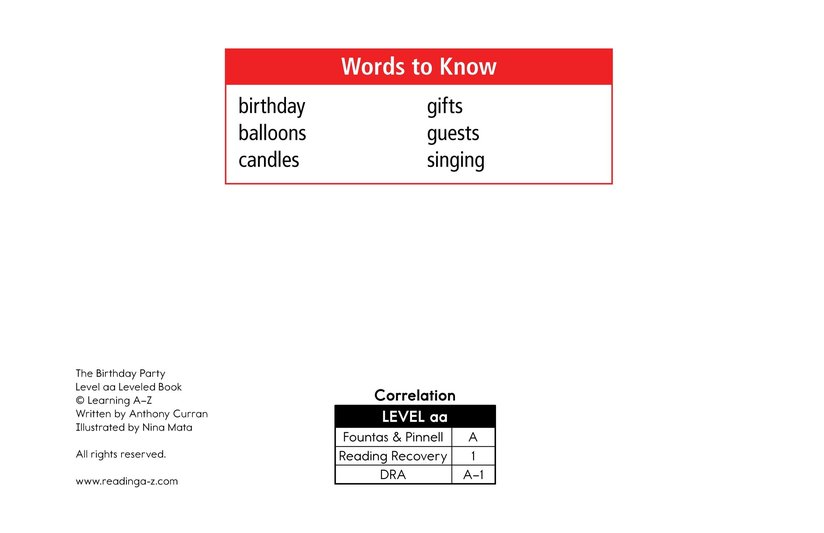 Words to Know
birthday gifts
balloons guests
candles singing
The Birthday Party
Level aa Leveled Book
© Learning A–Z
Written by Anthony Curran
Illustrated by Nina Mata
All rights reserved.
www.readinga-z.com
Correlation
LEVEL aa
Fountas & Pinnell A
Reading Recovery 1
DRA A–1